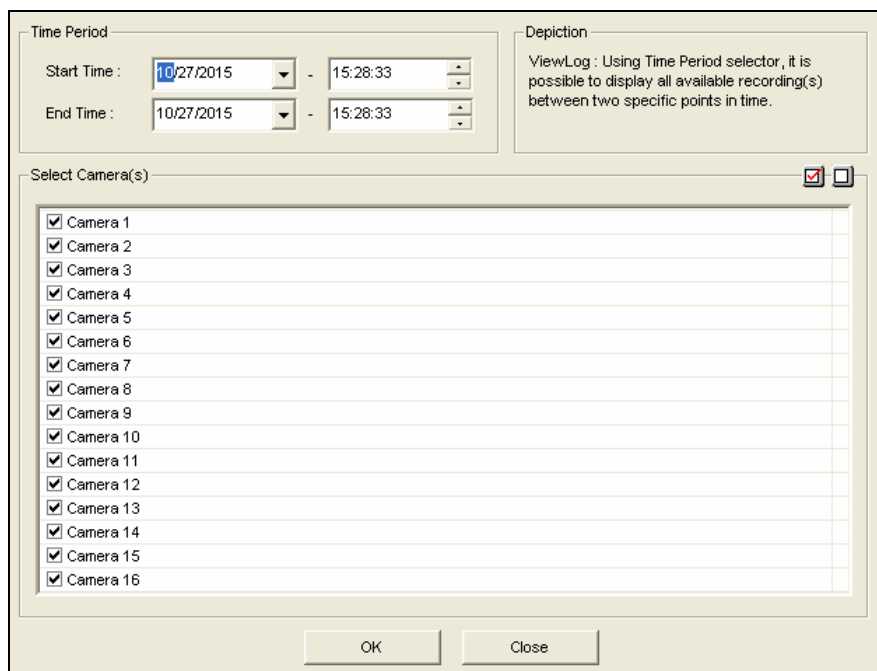 Time Period
Start Time :
10/27/2015
-
15:28:33
End Time :
10/27/2015
-
15:28:33
Depiction
ViewLog : Using Time Period selector, it is
possible to display all available recording(s)
between two specific points in time.
Select Camera(s)
Camera 1
Camera 2
Camera 3
Camera 4
Camera 5
Camera 6
Camera 7
Camera 8
Camera 9
Camera 10
Camera 11
Camera 12
Camera 13
Camera 14
Camera 15
Camera 16
OK
Close